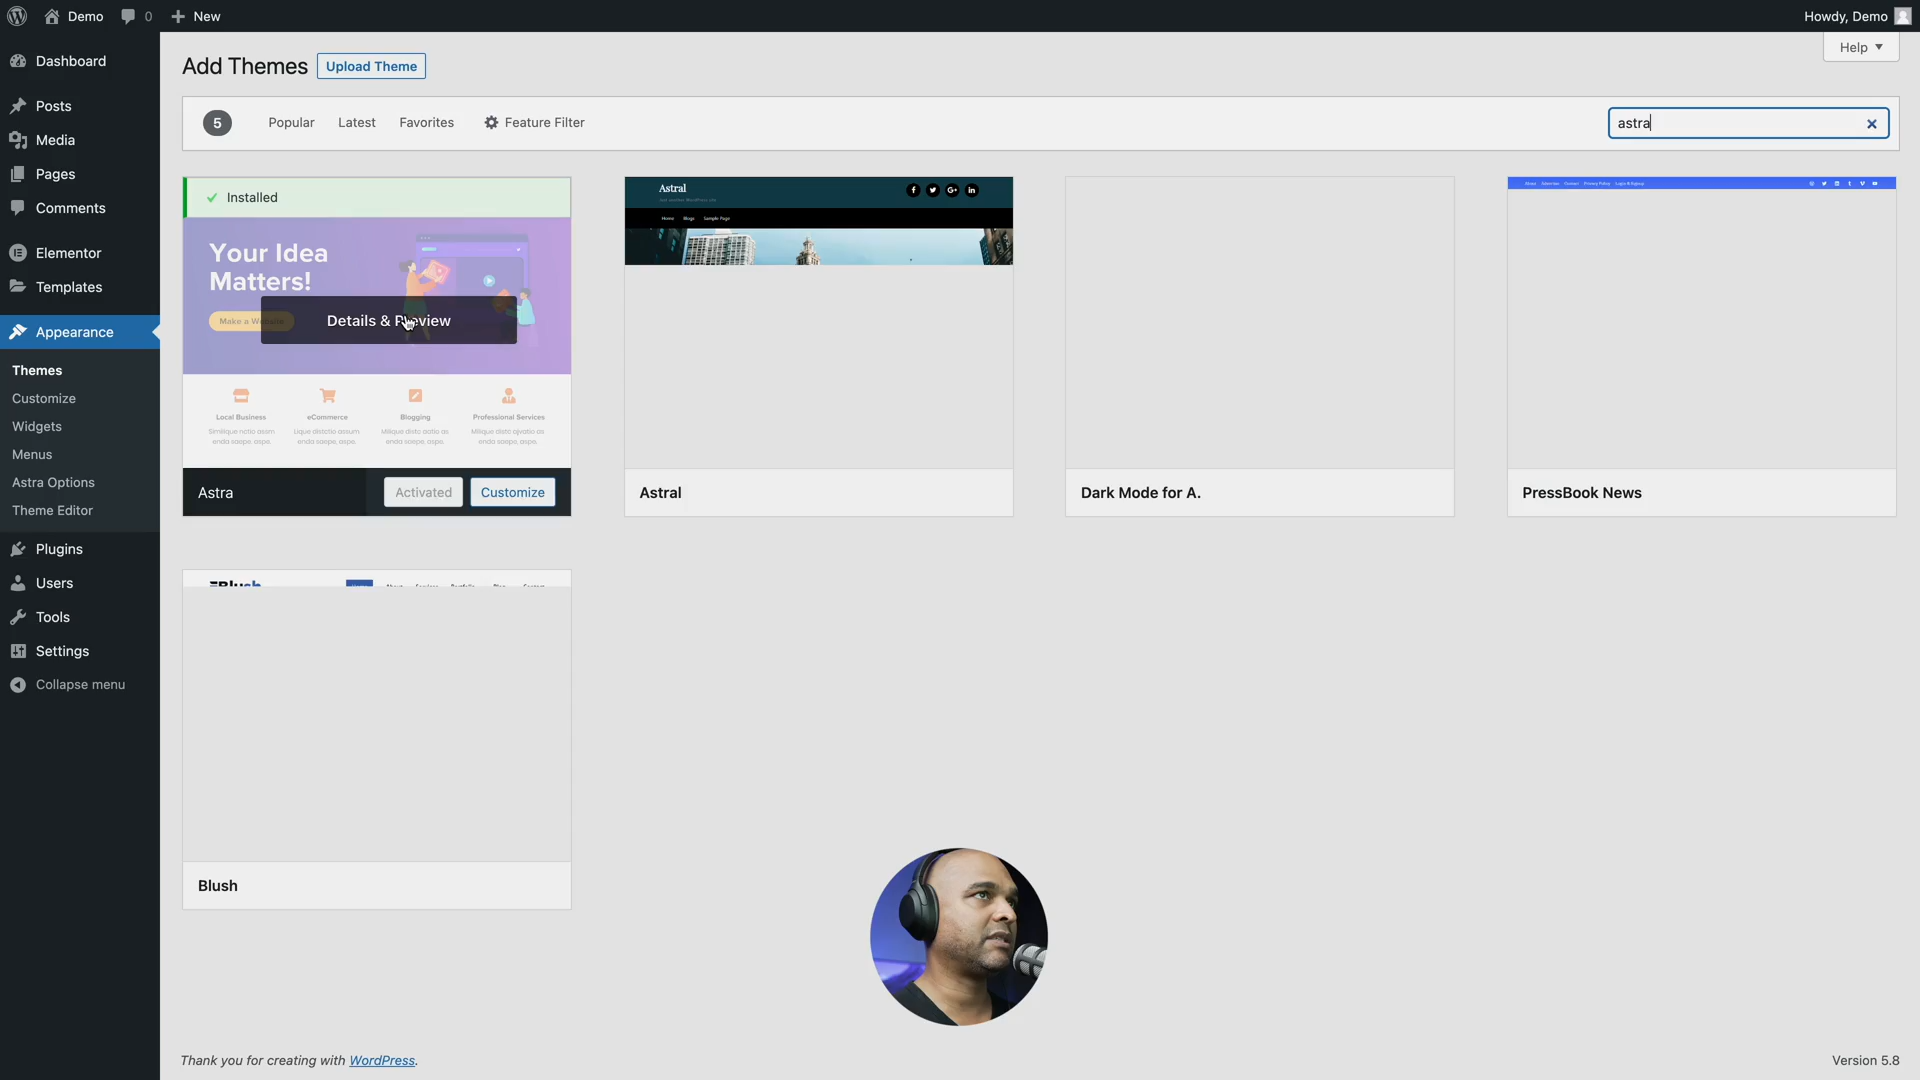 Demo
0
New
Howdy, Demo
Dashboard
Posts
Media
Pages
Comments
Elementor
Templates
Appearance
Themes
Customize
Widgets
Menus
Astra Options
Theme Editor
Plugins
Users
Tools
Settings
Collapse menu
Help
Add Themes
Upload Theme
5
Popular
Latest
Favorites
Feature Filter
astra
Installed
Your Idea
Matters!
Details & Preview
Local Business
eCommerce
Blogging
Professional Services
Astra
Activated
Customize
Astral
Home
Blogs
Sample Page
Astral
Dark Mode for A.
PressBook News
Blush
Thank you for creating with WordPress.
Version 5.8